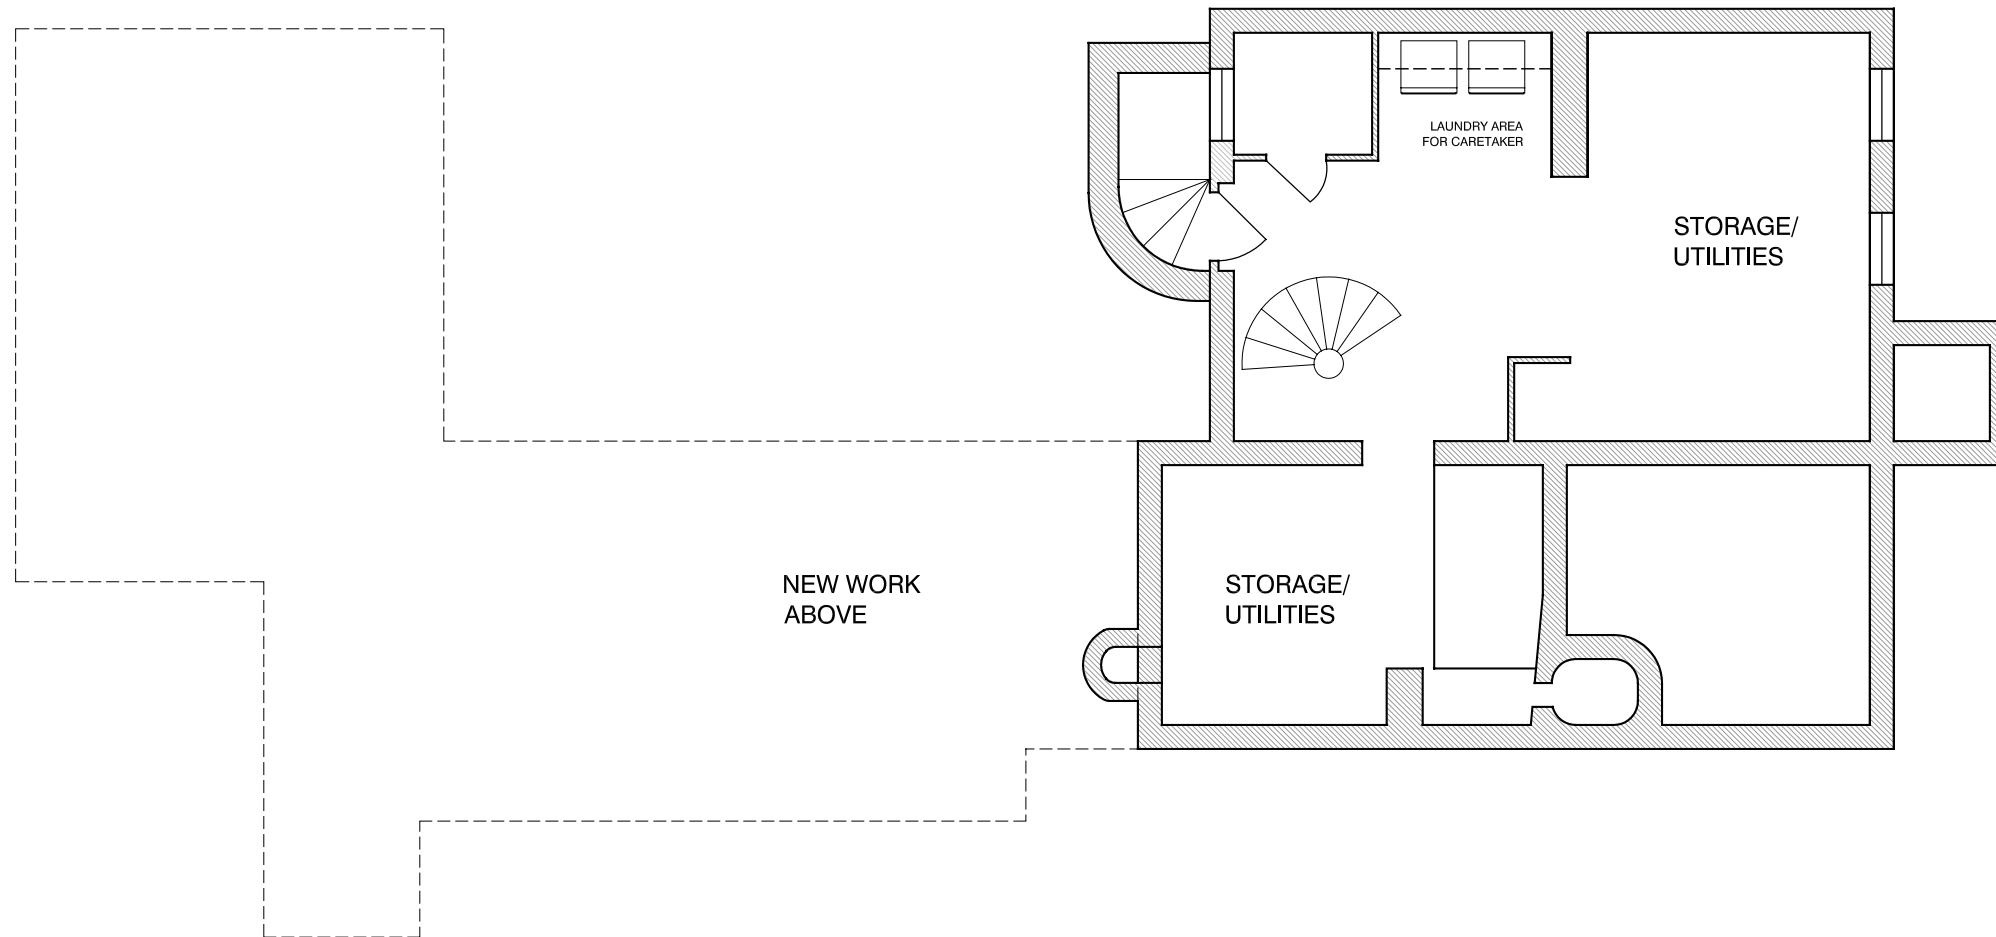 LAUNDRY AREA
FOR CARETAKER
STORAGE/
UTILITIES
NEW WORK
ABOVE
STORAGE/
UTILITIES